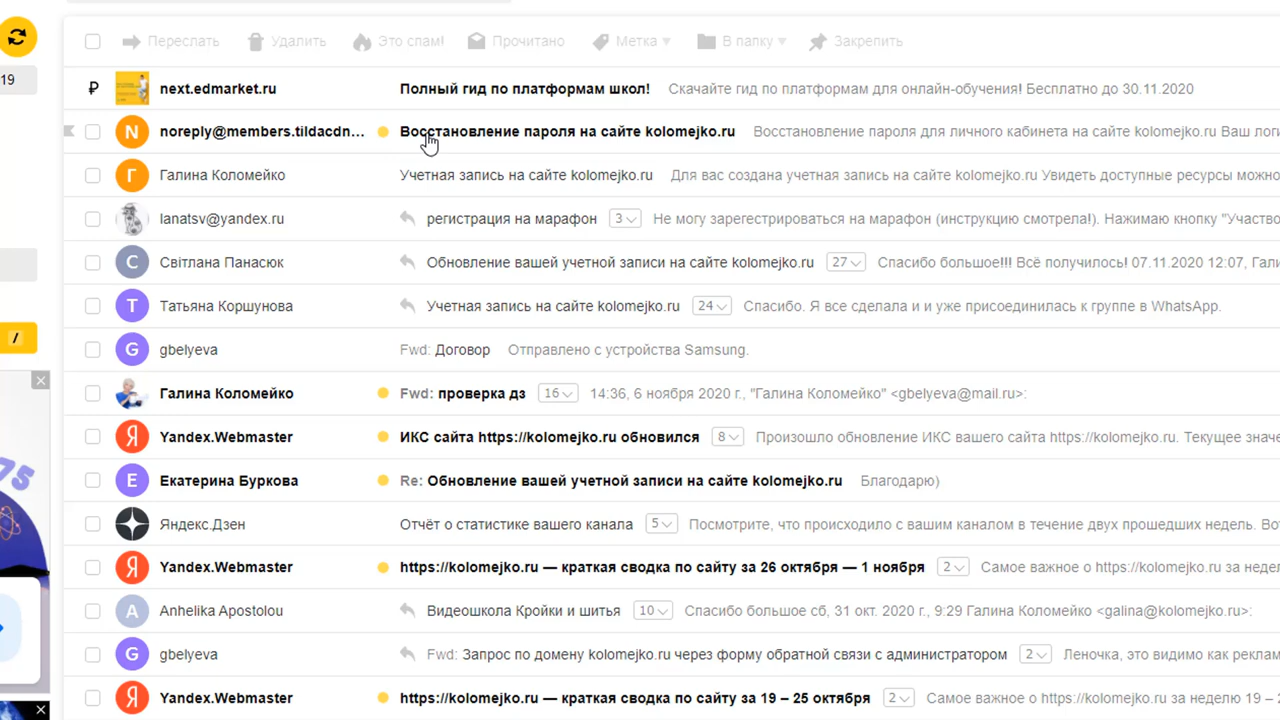 Переслать Удалить Это спам! Прочитано Метка В папку Закрепить
19
₽ next.edmarket.ru Полный гид по платформам школ! Скачайте гид по платформам для онлайн-обучения! Бесплатно до 30.11.2020
N noreply@members.tildacdn... Восстановление пароля на сайте kolomejko.ru Восстановление пароля для личного кабинета на сайте kolomejko.ru Ваш логи
Г Галина Коломейко Учетная запись на сайте kolomejko.ru Для вас создана учетная запись на сайте kolomejko.ru Увидеть доступные ресурсы можно
lanatsv@yandex.ru регистрация на марафон 3 Не могу зарегестрироваться на марафон (инструкцию смотрела!). Нажимаю кнопку "Участво
С Світлана Панасюк Обновление вашей учетной записи на сайте kolomejko.ru 27 Спасибо большое!!! Всё получилось! 07.11.2020 12:07, Гали
Т Татьяна Коршунова Учетная запись на сайте kolomejko.ru 24 Спасибо. Я все сделала и и уже присоединилась к группе в WhatsApp.
/
G gbelyeva Fwd: Договор Отправлено с устройства Samsung.
Галина Коломейко Fwd: проверка дз 16 14:36, 6 ноября 2020 г., "Галина Коломейко" <gbelyeva@mail.ru>:
Я Yandex.Webmaster ИКС сайта https://kolomejko.ru обновился 8 Произошло обновление ИКС вашего сайта https://kolomejko.ru. Текущее значе
75
Е Екатерина Буркова Re: Обновление вашей учетной записи на сайте kolomejko.ru Благодарю)
Яндекс.Дзен Отчёт о статистике вашего канала 5 Посмотрите, что происходило с вашим каналом в течение двух прошедших недель. Вот
Я Yandex.Webmaster https://kolomejko.ru — краткая сводка по сайту за 26 октября — 1 ноября 2 Самое важное о https://kolomejko.ru за недел
A Anhelika Apostolou Видеошкола Кройки и шитья 10 Спасибо большое сб, 31 окт. 2020 г., 9:29 Галина Коломейко <galina@kolomejko.ru>:
G gbelyeva Fwd: Запрос по домену kolomejko.ru через форму обратной связи с администратором 2 Леночка, это видимо как реклам
Я Yandex.Webmaster https://kolomejko.ru — краткая сводка по сайту за 19 – 25 октября 2 Самое важное о https://kolomejko.ru за неделю 19 – 2